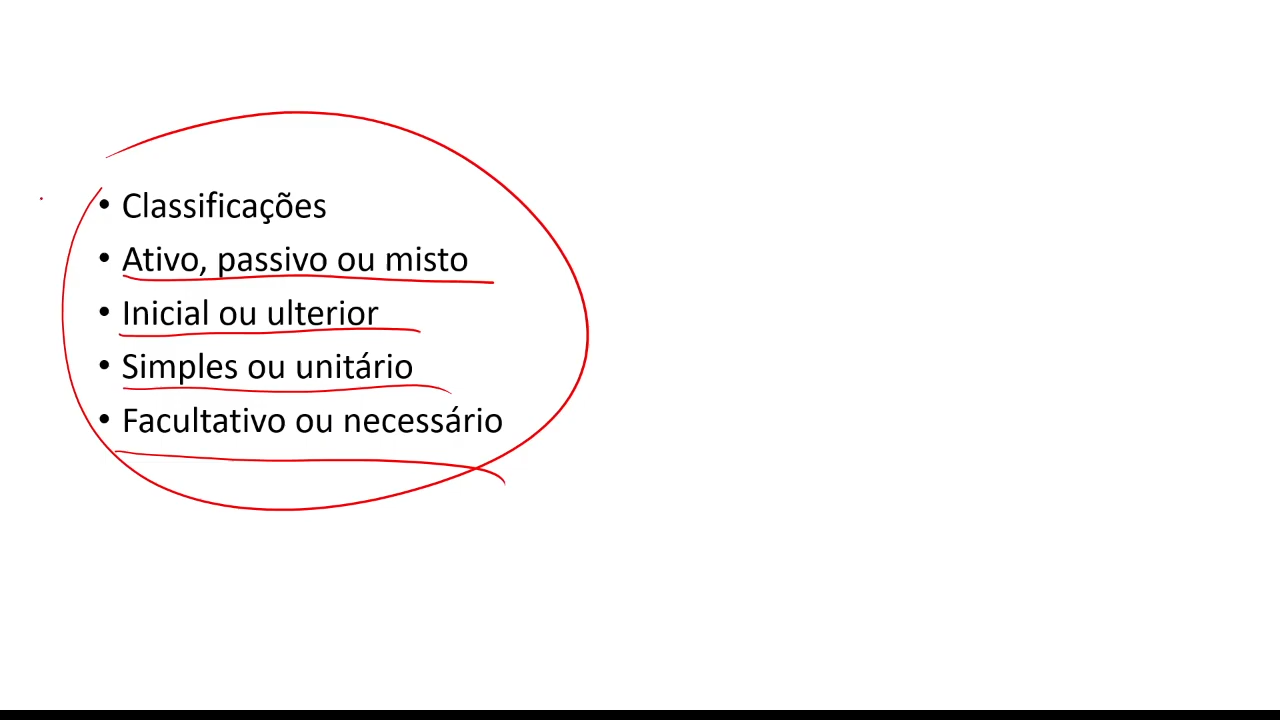 • Classificações
• Ativo, passivo ou misto
• Inicial ou ulterior
• Simples ou unitário
• Facultativo ou necessário